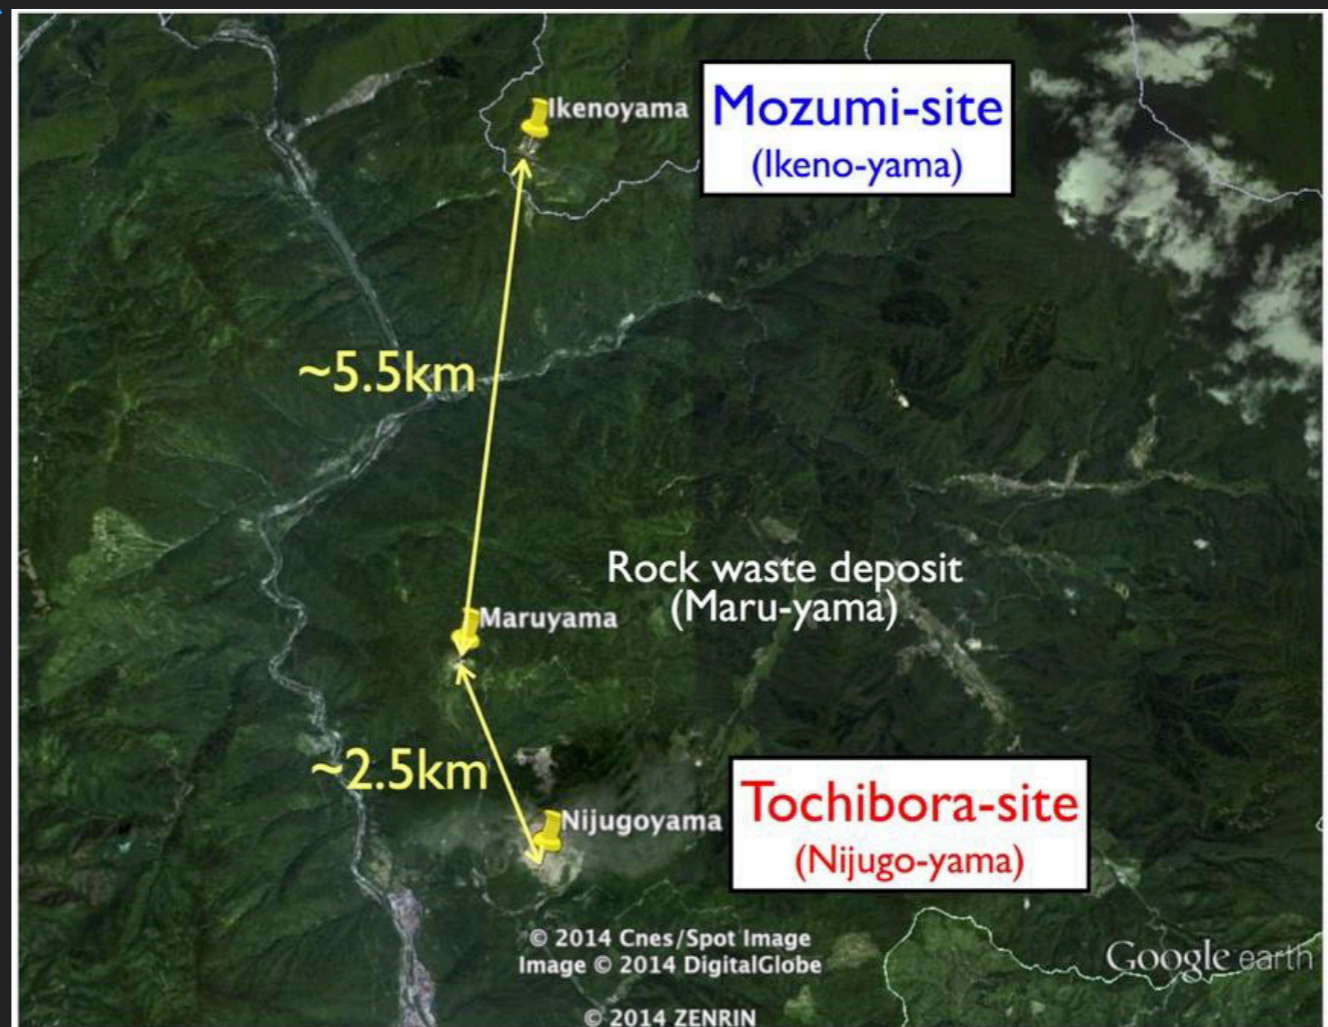 Ikenoyama
Mozumi-site
(Ikeno-yama)
~5.5km
Rock waste deposit
(Maru-yama)
Maruyama
~2.5km
Nijugoyama
Tochibora-site
(Nijugo-yama)
© 2014 Cnes/Spot Image
Image © 2014 DigitalGlobe
© 2014 ZENRIN
Google earth